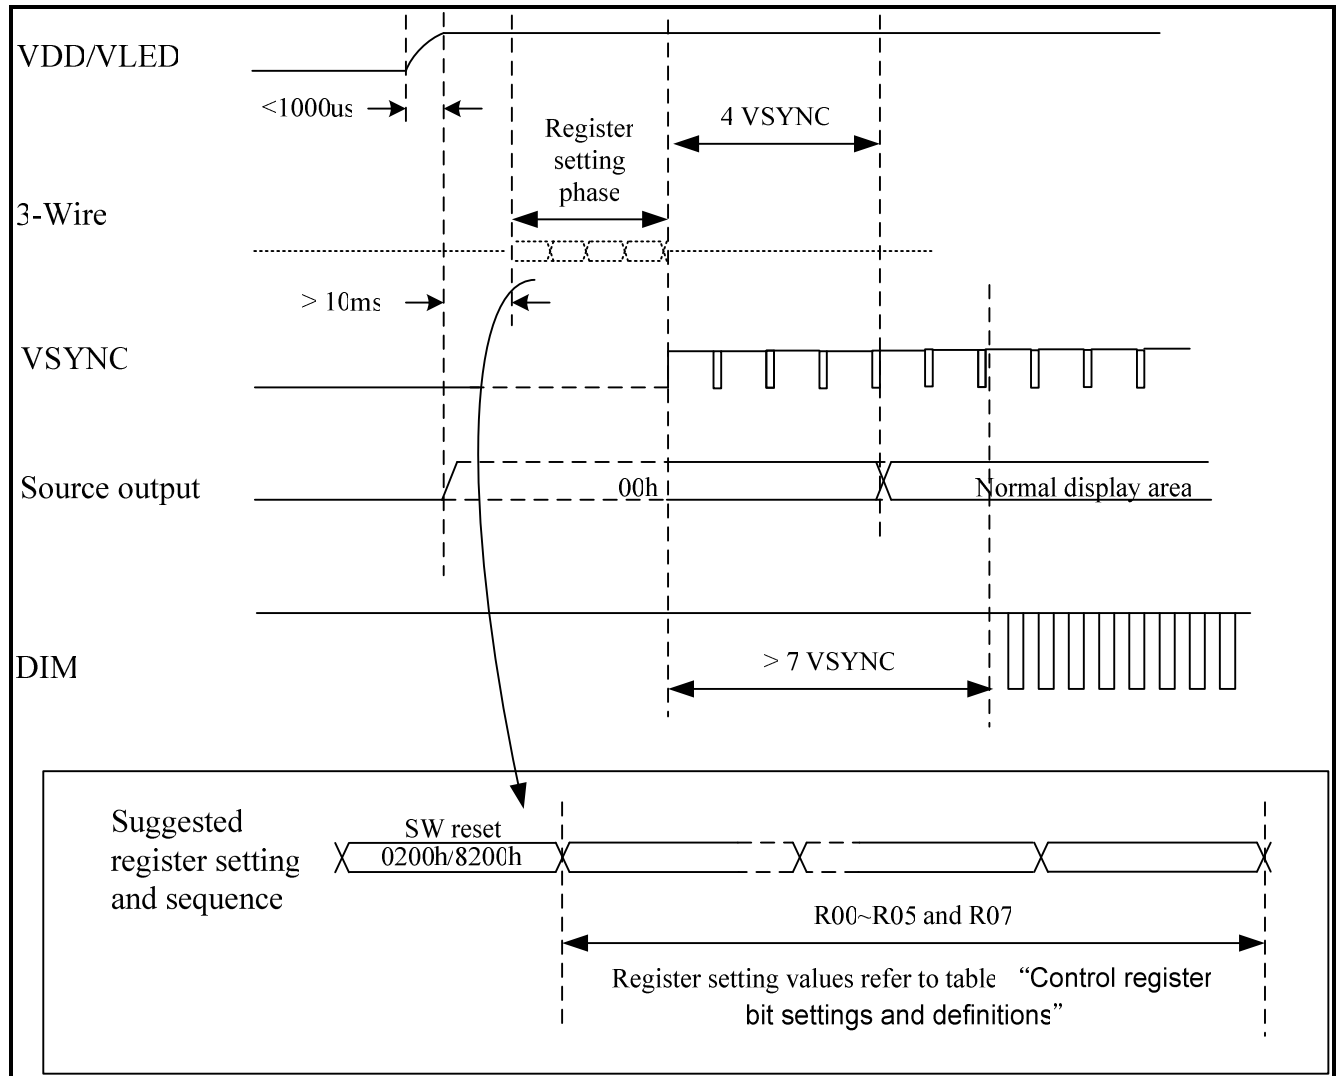 VDD/VLED
<1000us
4 VSYNC
Register
setting
phase
3-Wire
> 10ms
VSYNC
Source output
00h
Normal display area
DIM
> 7 VSYNC
Suggested
register setting
and sequence
SW reset
0200h/8200h
R00~R05 and R07
Register setting values refer to table “Control register
bit settings and definitions”